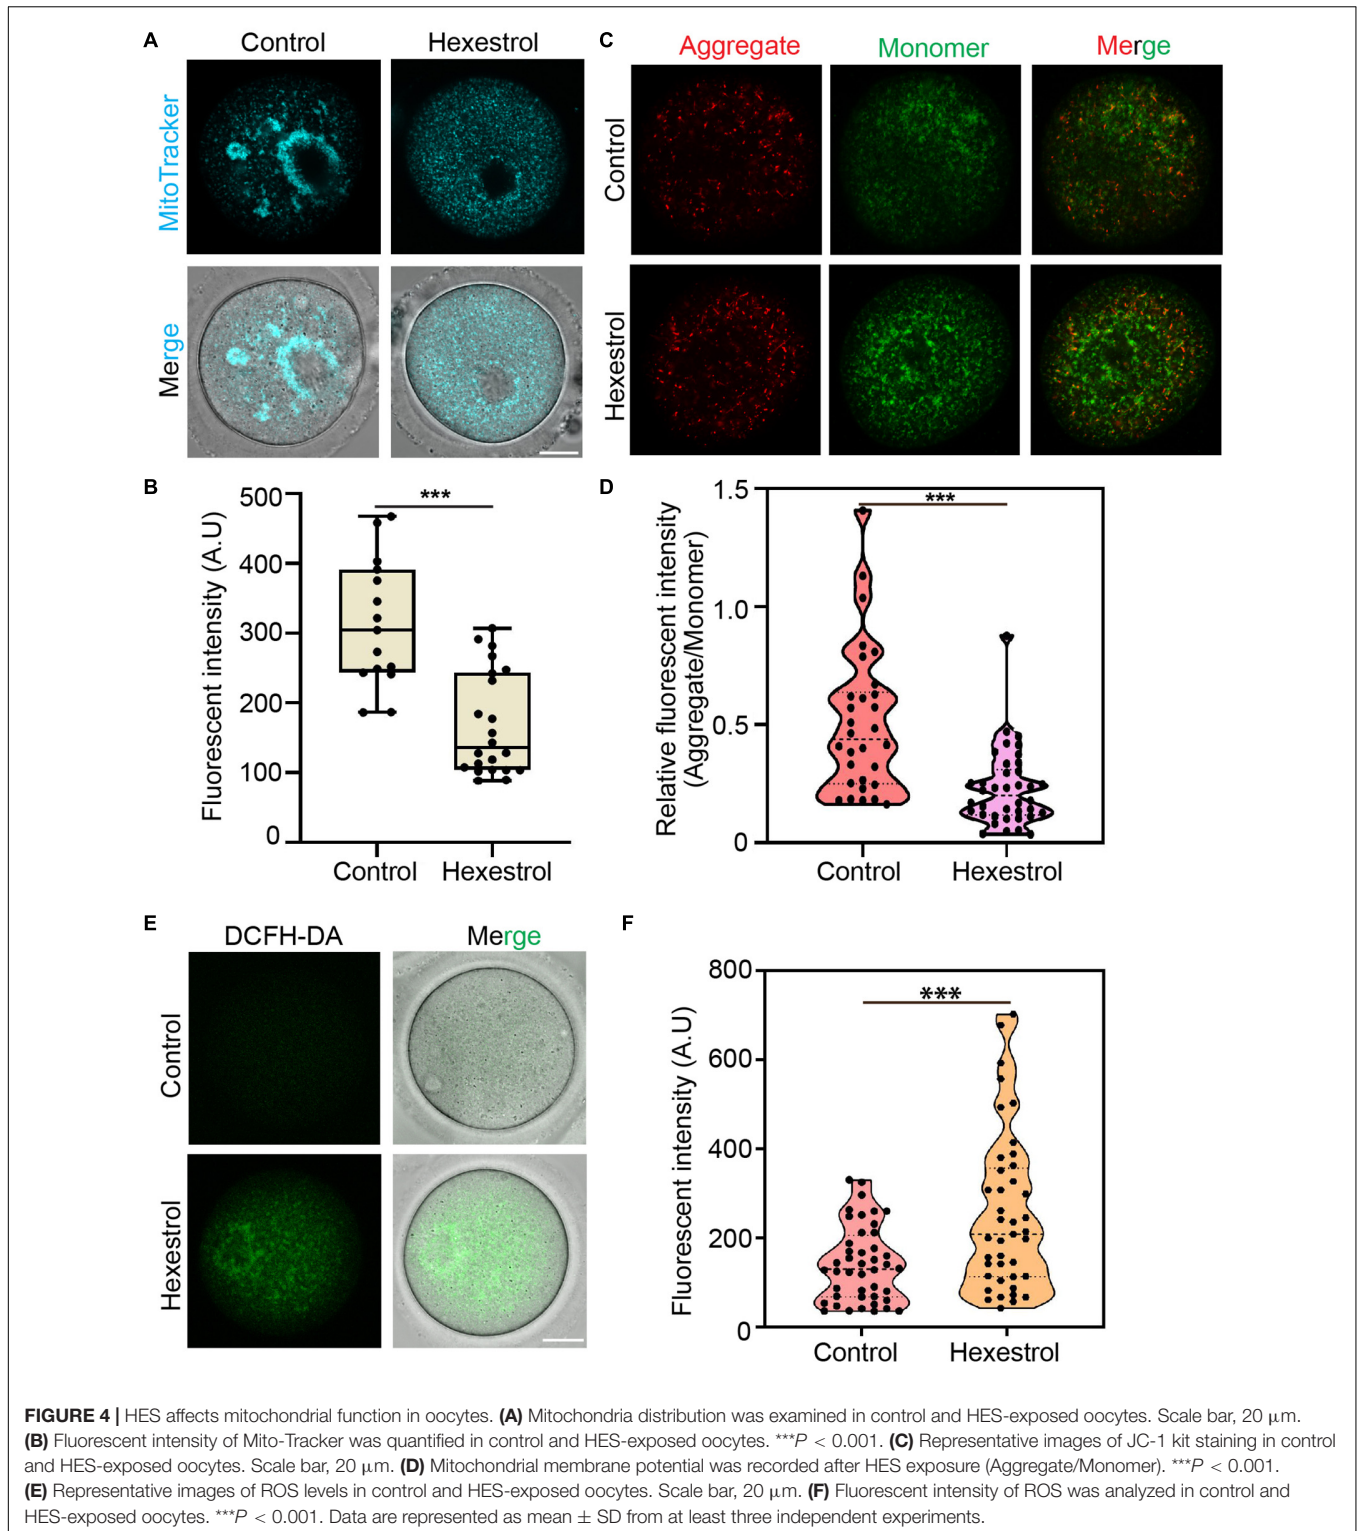 A
Control
Hexestrol
MitoTracker
Merge
C
Aggregate
Monomer
Merge
Control
Hexestrol
B
Fluorescent intensity (A.U)
500
400
300
200
100
0
***
Control
Hexestrol
D
Relative fluorescent intensity
(Aggregate/Monomer)
1.5
1.0
0.5
0
***
Control
Hexestrol
E
DCFH-DA
Merge
Control
Hexestrol
F
Fluorescent intensity (A.U)
800
600
400
200
0
***
Control
Hexestrol
FIGURE 4 | HES affects mitochondrial function in oocytes. (A) Mitochondria distribution was examined in control and HES-exposed oocytes. Scale bar, 20 μm.
(B) Fluorescent intensity of Mito-Tracker was quantified in control and HES-exposed oocytes. ***P < 0.001. (C) Representative images of JC-1 kit staining in control
and HES-exposed oocytes. Scale bar, 20 μm. (D) Mitochondrial membrane potential was recorded after HES exposure (Aggregate/Monomer). ***P < 0.001.
(E) Representative images of ROS levels in control and HES-exposed oocytes. Scale bar, 20 μm. (F) Fluorescent intensity of ROS was analyzed in control and
HES-exposed oocytes. ***P < 0.001. Data are represented as mean ± SD from at least three independent experiments.